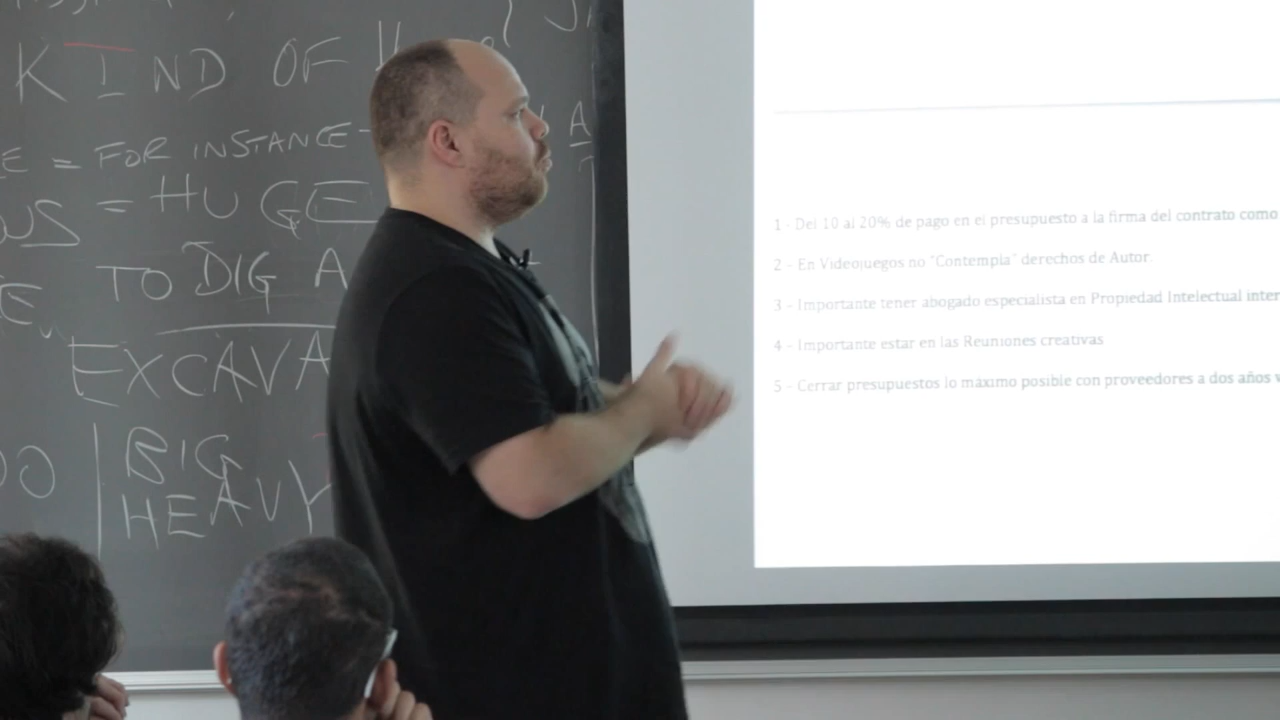 KIND OF
E = FOR INSTANCE-
A
US = HUGE
TO DIG A
E
EXCAVA
00 | BIG
HEAVY
1 - Del 10 al 20% de pago en el presupuesto a la firma del contrato como
2 - En Videojuegos no "Contempla" derechos de Autor.
3 - Importante tener abogado especialista en Propiedad Intelectual inter
4 - Importante estar en las Reuniones creativas
5 - Cerrar presupuestos lo máximo posible con proveedores a dos años v